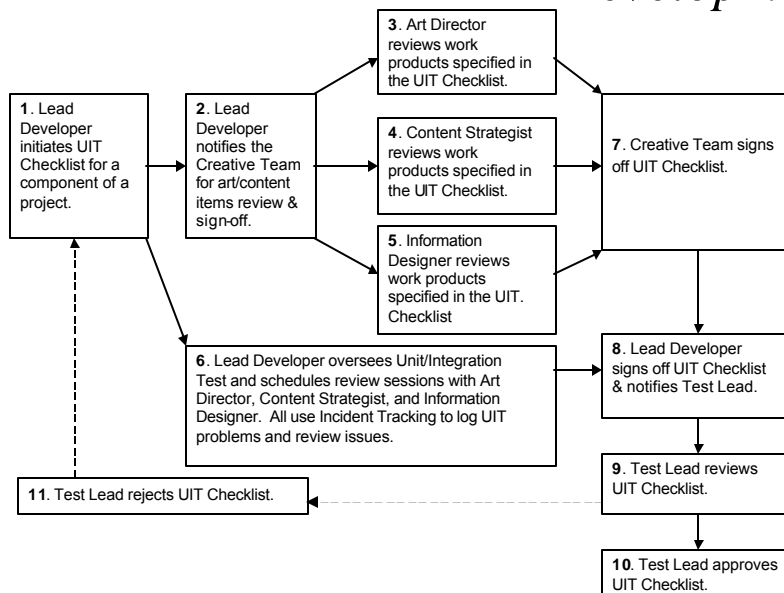 3. Art Director
reviews work
products specified in
the UIT Checklist.
1. Lead
Developer
initiates UIT
Checklist for a
component of a
project.
2. Lead
Developer
notifies the
Creative Team
for art/content
items review &
sign-off.
4. Content Strategist
reviews work
products specified in
the UIT Checklist.
7. Creative Team signs
off UIT Checklist.
5. Information
Designer reviews
work products
specified in the UIT.
Checklist
6. Lead Developer oversees Unit/Integration
Test and schedules review sessions with Art
Director, Content Strategist, and Information
Designer. All use Incident Tracking to log UIT
problems and review issues.
8. Lead Developer
signs off UIT Checklist
& notifies Test Lead.
9. Test Lead reviews
UIT Checklist.
11. Test Lead rejects UIT Checklist.
10. Test Lead approves
UIT Checklist.